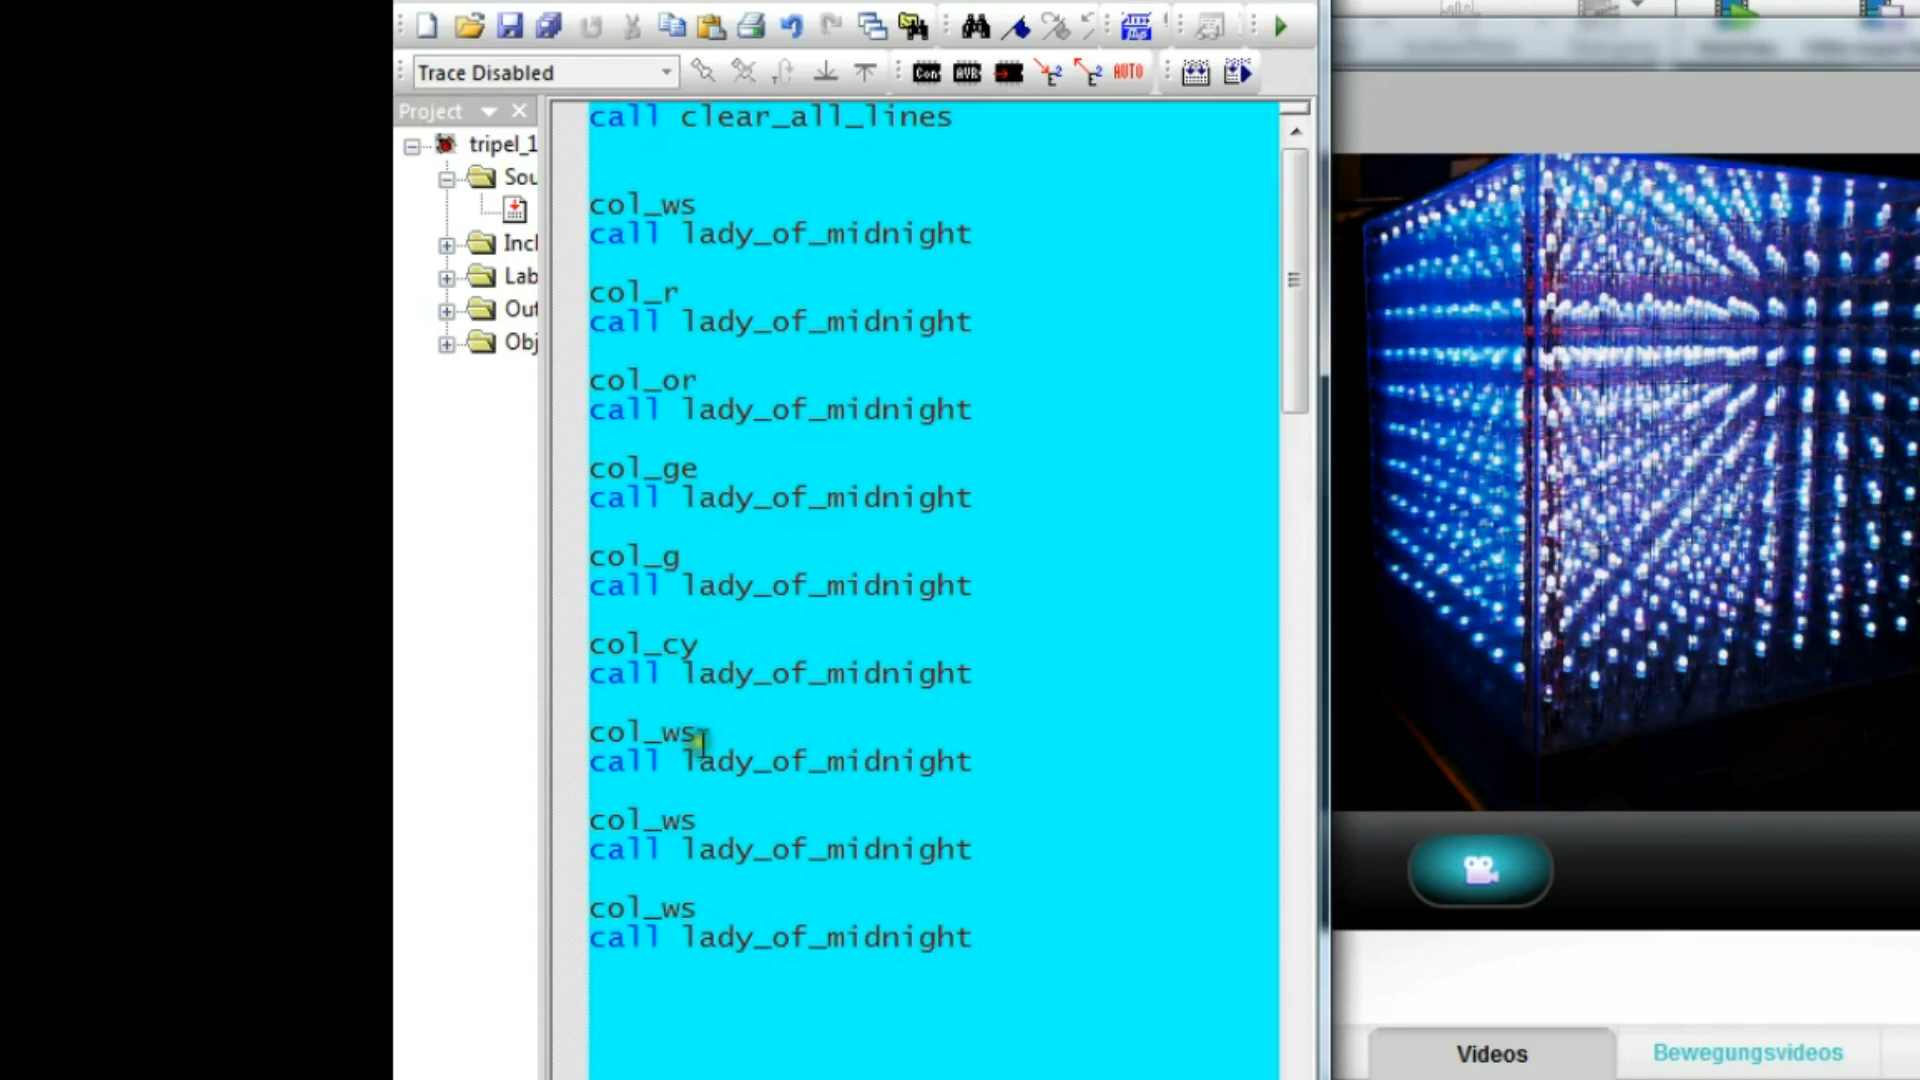 Trace Disabled
Con
AVR
AUTO
Project
tripel_1
Sou
Incl
Lab
Out
Obj
call clear_all_lines
col_ws
call lady_of_midnight
col_r
call lady_of_midnight
col_or
call lady_of_midnight
col_ge
call lady_of_midnight
col_g
call lady_of_midnight
col_cy
call lady_of_midnight
col_ws
call lady_of_midnight
col_ws
call lady_of_midnight
col_ws
call lady_of_midnight
Videos
Bewegungsvideos